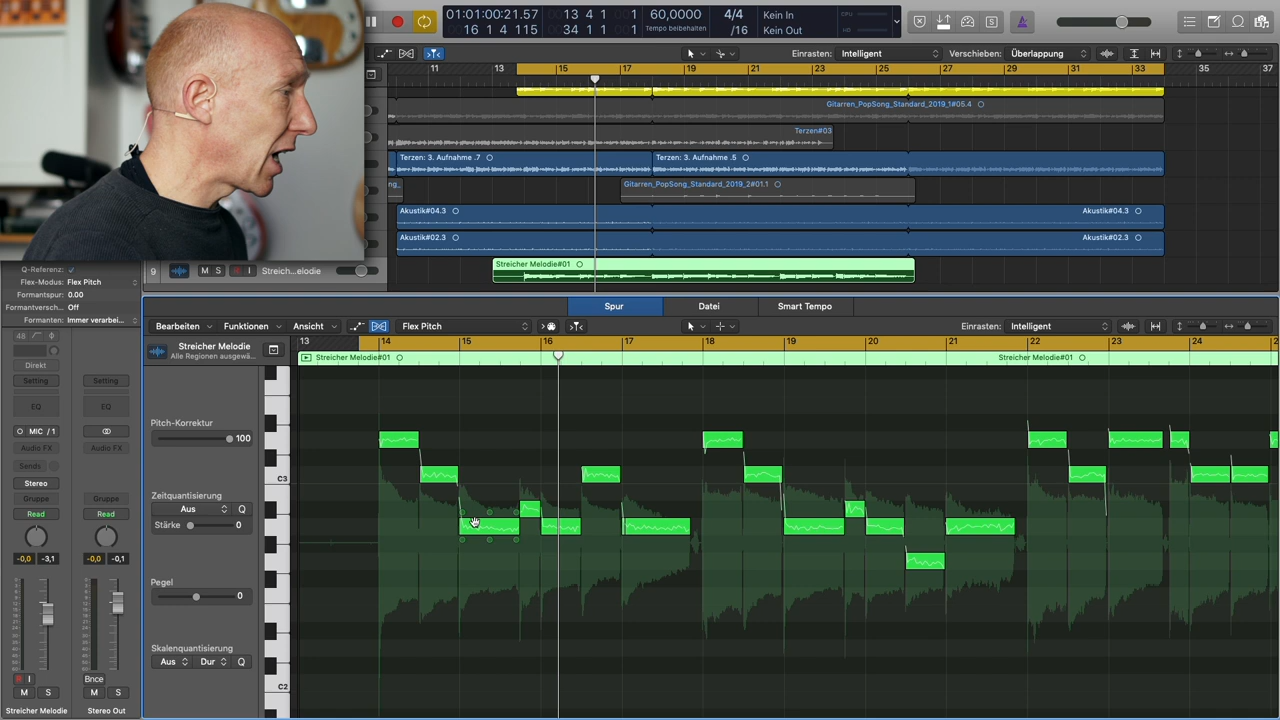 01:01:00:21.57
13 4 1 1
60,0000
4/4
Kein In
CPU
16 1 4 115
34 1 1 1
Tempo beibehalten
/16
Kein Out
HD
Einrasten: Intelligent
Verschieben: Überlappung
11 13 15 17 19 21 23 25 27 29 31 33 35 37
Gitarren_PopSong_Standard_2019_1#05.4
Terzen#03
Terzen: 3. Aufnahme .7
Terzen: 3. Aufnahme .5
ng_
Gitarren_PopSong_Standard_2019_2#01.1
Akustik#04.3
Akustik#04.3
Akustik#02.3
Akustik#02.3
9 M S R I Streich...elodie
Streicher Melodie#01
Q-Referenz:
Flex-Modus: Flex Pitch
Formantspur: 0.00
Formantversch...: Off
Formanten: Immer verarbei...
Spur Datei Smart Tempo
Bearbeiten Funktionen Ansicht Flex Pitch
Einrasten: Intelligent
Streicher Melodie
Alle Regionen ausgewä...
13 14 15 16 17 18 19 20 21 22 23 24 2
Streicher Melodie#01
Streicher Melodie#01
48
Direkt
Setting Setting
EQ EQ
MIC / 1
Audio FX Audio FX
Sends
Stereo
Gruppe Gruppe
Read Read
-0,0 -3,1 -0,0 -0,1
R I Bnce
M S M S
Streicher Melodie Stereo Out
Pitch-Korrektur
100
Zeitquantisierung
Aus Q
Stärke 0
Pegel
0
Skalenquantisierung
Aus Dur Q
C3
C2